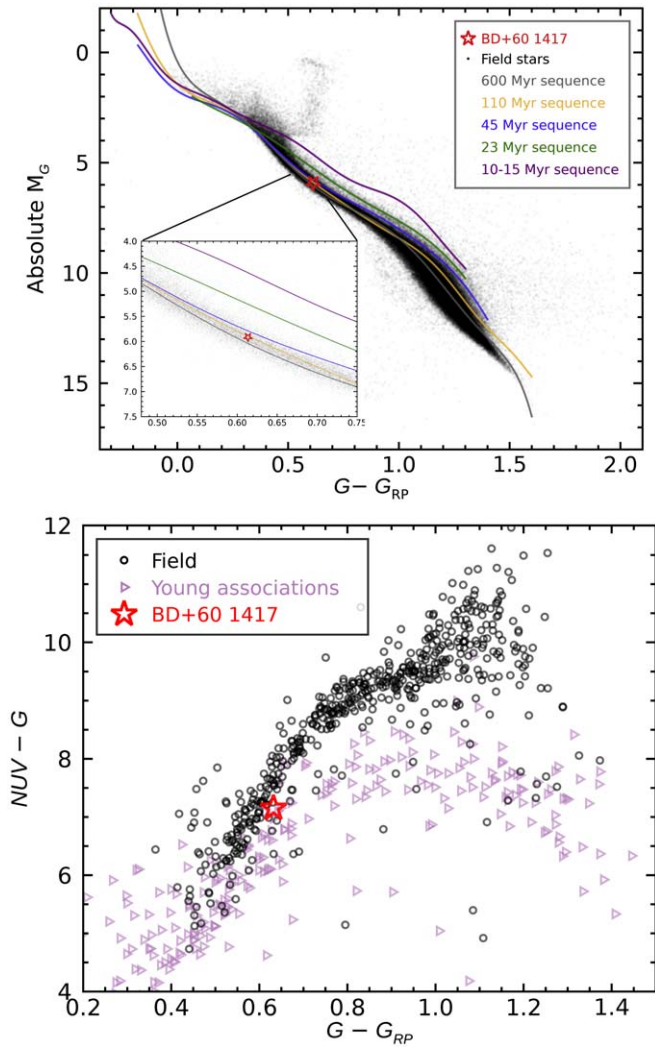 0
5
10
15
Absolute M_G
BD+60 1417
Field stars
600 Myr sequence
110 Myr sequence
45 Myr sequence
23 Myr sequence
10-15 Myr sequence
4.0
4.5
5.0
5.5
6.0
6.5
7.0
7.5
0.50 0.55 0.60 0.65 0.70 0.75
0.0 0.5 1.0 1.5 2.0
G − G_RP
12
10
8
6
4
NUV − G
Field
Young associations
BD+60 1417
0.2 0.4 0.6 0.8 1.0 1.2 1.4
G − G_RP